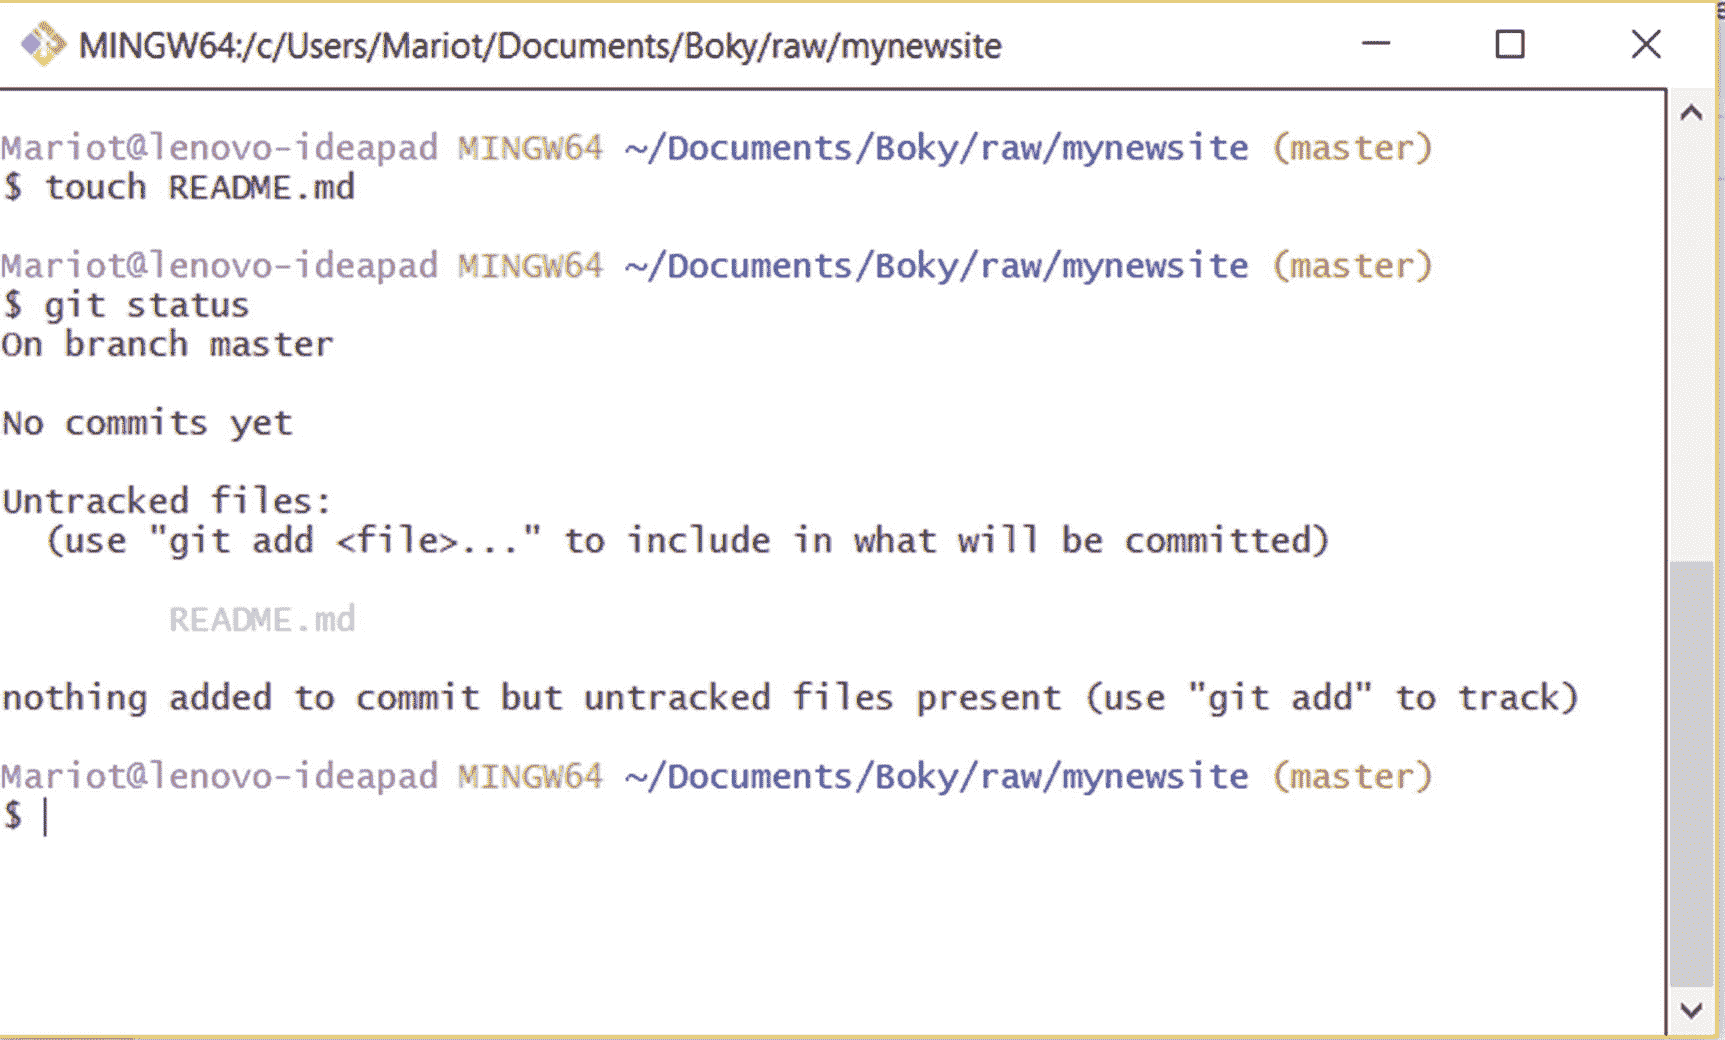 MINGW64:/c/Users/Mariot/Documents/Boky/raw/mynewsite
Mariot@lenovo-ideapad MINGW64 ~/Documents/Boky/raw/mynewsite (master)
$ touch README.md
Mariot@lenovo-ideapad MINGW64 ~/Documents/Boky/raw/mynewsite (master)
$ git status
On branch master
No commits yet
Untracked files:
  (use "git add <file>..." to include in what will be committed)
        README.md
nothing added to commit but untracked files present (use "git add" to track)
Mariot@lenovo-ideapad MINGW64 ~/Documents/Boky/raw/mynewsite (master)
$